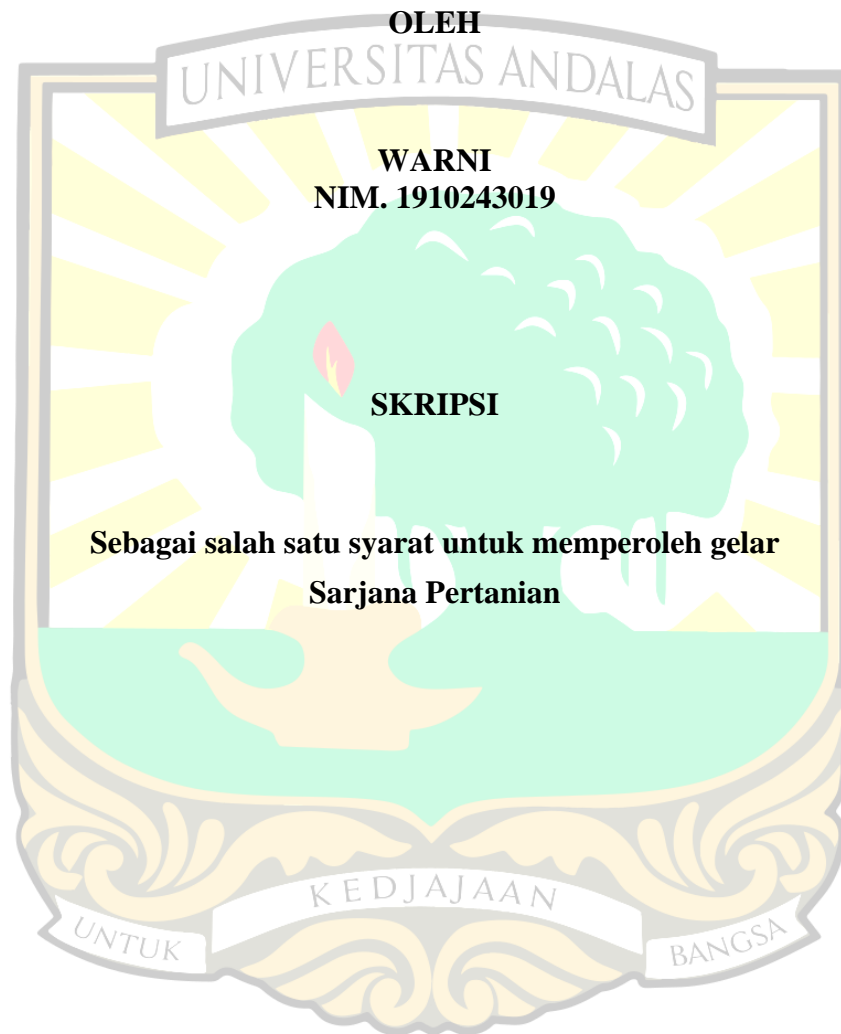 OLEH
UNIVERSITAS ANDALAS
WARNI
NIM. 1910243019
SKRIPSI
Sebagai salah satu syarat untuk memperoleh gelar
Sarjana Pertanian
UNTUK KEDJAJAAN BANGSA